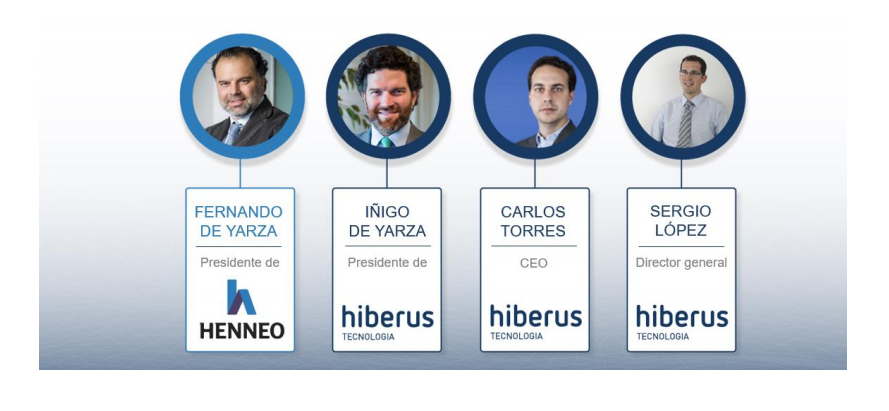 FERNANDO
DE YARZA
Presidente de
HENNEO
IÑIGO
DE YARZA
Presidente de
hiberus
TECNOLOGIA
CARLOS
TORRES
CEO
hiberus
TECNOLOGIA
SERGIO
LÓPEZ
Director general
hiberus
TECNOLOGIA